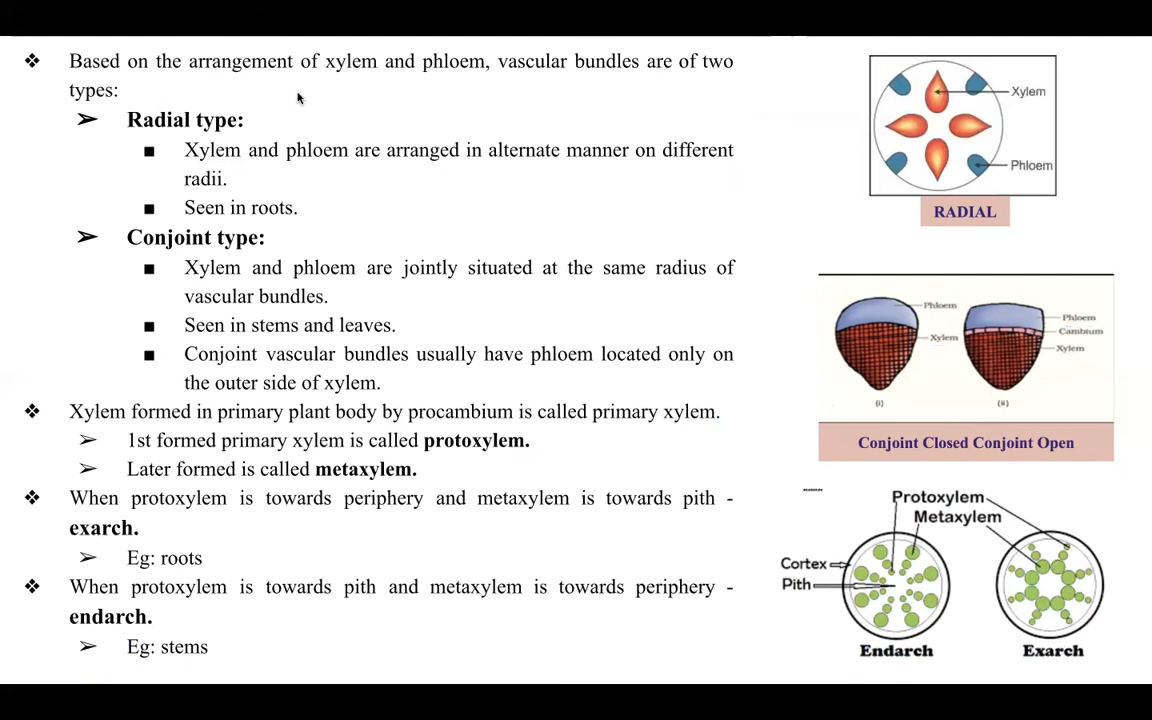 ❖ Based on the arrangement of xylem and phloem, vascular bundles are of two
types:
➢ Radial type:
■ Xylem and phloem are arranged in alternate manner on different
radii.
■ Seen in roots.
➢ Conjoint type:
■ Xylem and phloem are jointly situated at the same radius of
vascular bundles.
■ Seen in stems and leaves.
■ Conjoint vascular bundles usually have phloem located only on
the outer side of xylem.
❖ Xylem formed in primary plant body by procambium is called primary xylem.
➢ 1st formed primary xylem is called protoxylem.
➢ Later formed is called metaxylem.
❖ When protoxylem is towards periphery and metaxylem is towards pith -
exarch.
➢ Eg: roots
❖ When protoxylem is towards pith and metaxylem is towards periphery -
endarch.
➢ Eg: stems
Xylem
Phloem
RADIAL
Phloem
Xylem
(i)
Phloem
Cambium
Xylem
(ii)
Conjoint Closed Conjoint Open
Protoxylem
Metaxylem
Cortex
Pith
Endarch
Exarch